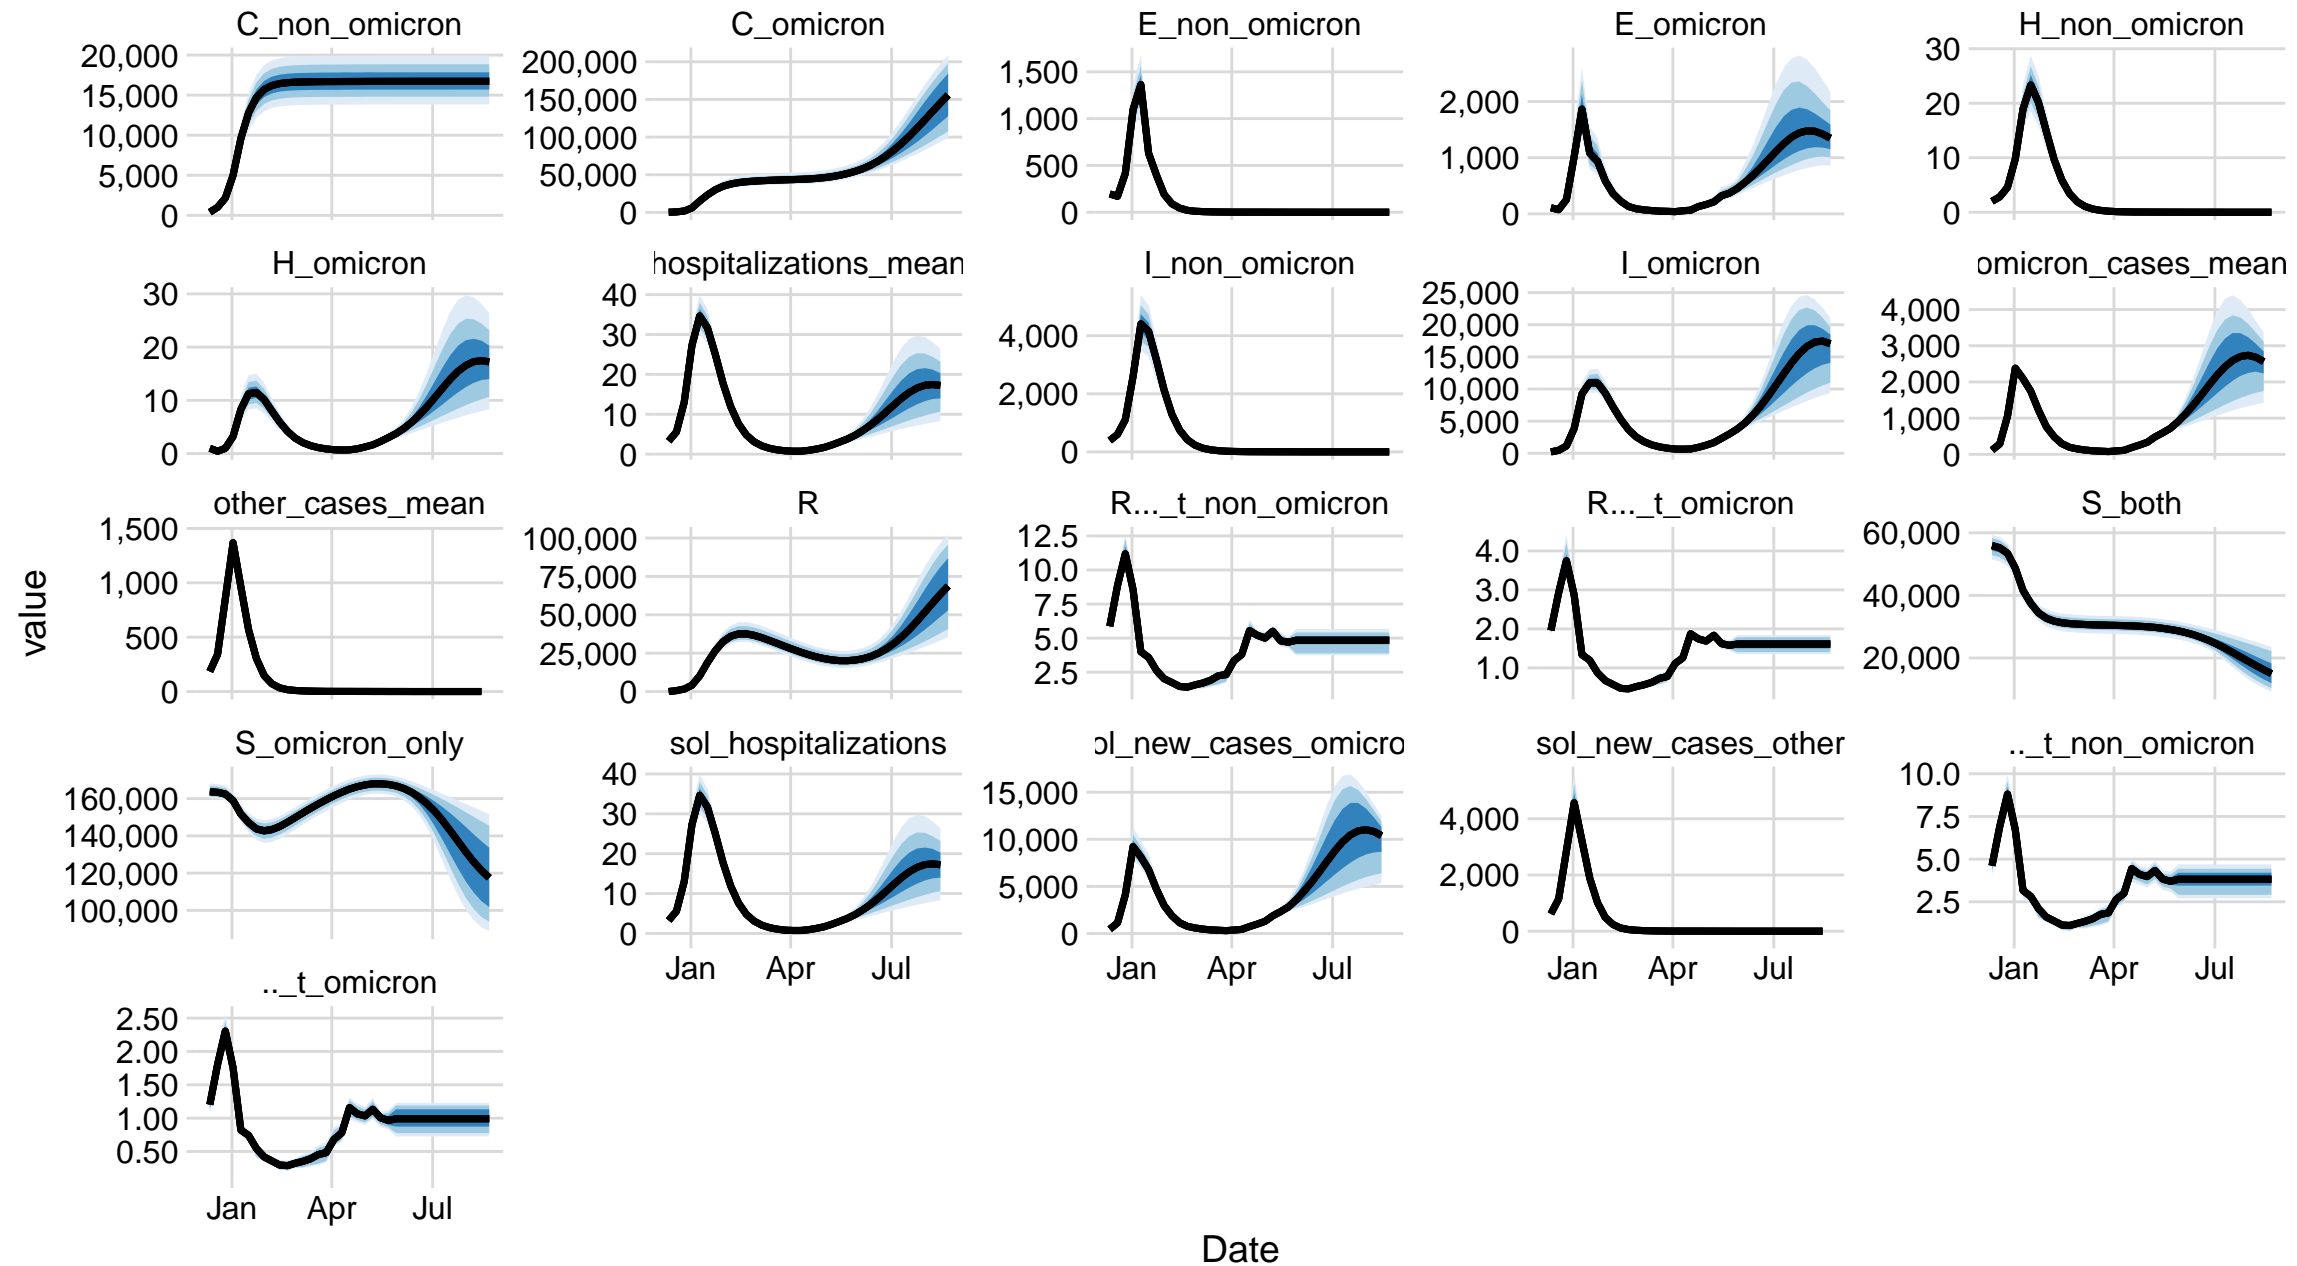 C_non_omicron C_omicron E_non_omicron E_omicron H_non_omicron
20,000 15,000 10,000 5,000 0
200,000 150,000 100,000 50,000 0
1,500 1,000 500 0
2,000 1,000 0
30 20 10 0
H_omicron hospitalizations_mean I_non_omicron I_omicron omicron_cases_mean
30 20 10 0
40 30 20 10 0
4,000 2,000 0
25,000 20,000 15,000 10,000 5,000 0
4,000 3,000 2,000 1,000 0
other_cases_mean R R..._t_non_omicron R..._t_omicron S_both
1,500 1,000 500 0
100,000 75,000 50,000 25,000 0
12.5 10.0 7.5 5.0 2.5
4.0 3.0 2.0 1.0
60,000 40,000 20,000
S_omicron_only sol_hospitalizations ol_new_cases_omicro sol_new_cases_other .._t_non_omicron
160,000 140,000 120,000 100,000
40 30 20 10 0
15,000 10,000 5,000 0
4,000 2,000 0
10.0 7.5 5.0 2.5
Jan Apr Jul
Jan Apr Jul
Jan Apr Jul
Jan Apr Jul
.._t_omicron
2.50 2.00 1.50 1.00 0.50
Jan Apr Jul
value
Date